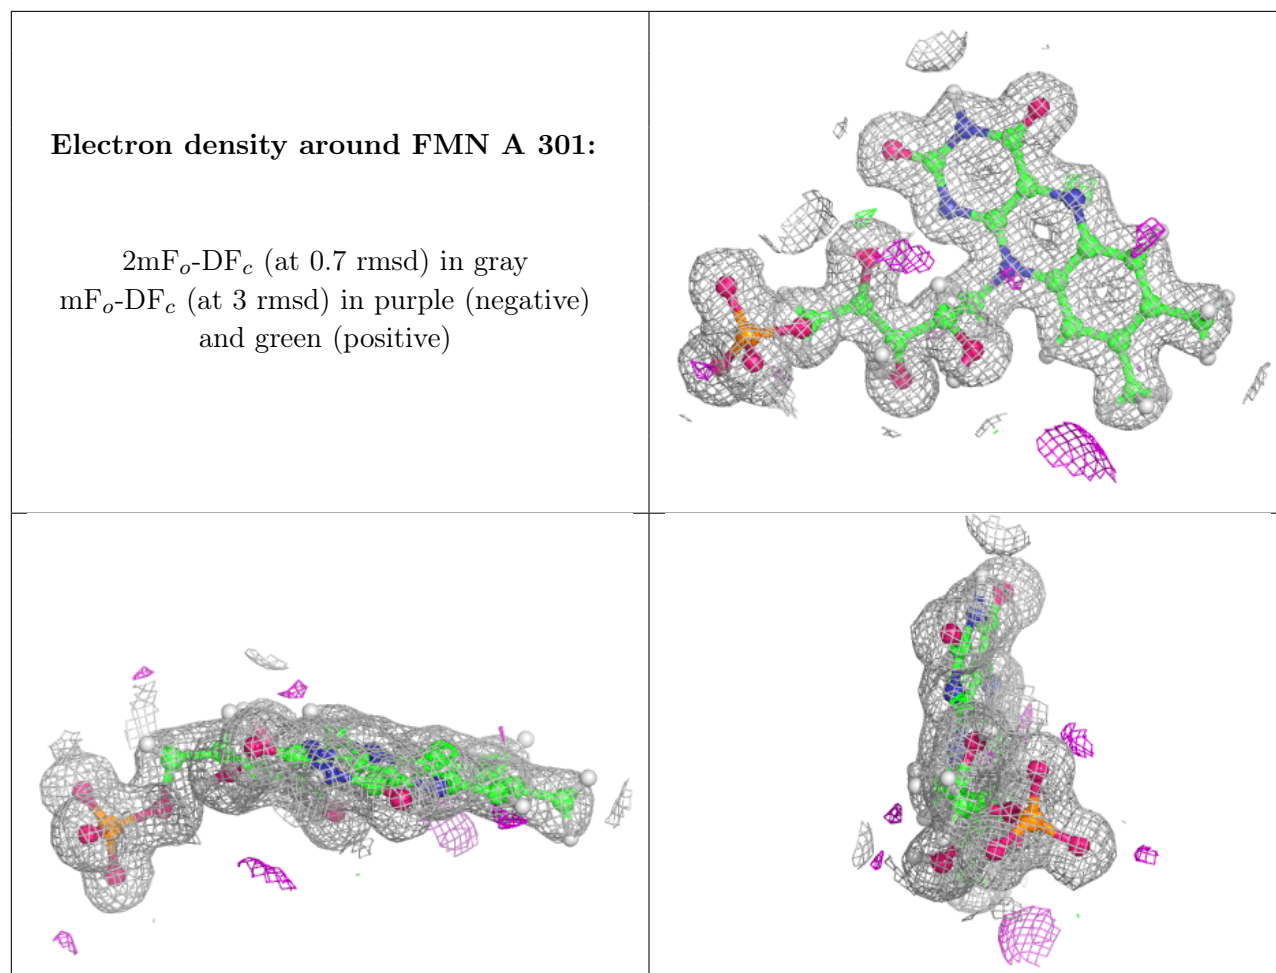 Electron density around FMN A 301:
2mFo-DFc (at 0.7 rmsd) in gray
mFo-DFc (at 3 rmsd) in purple (negative)
and green (positive)